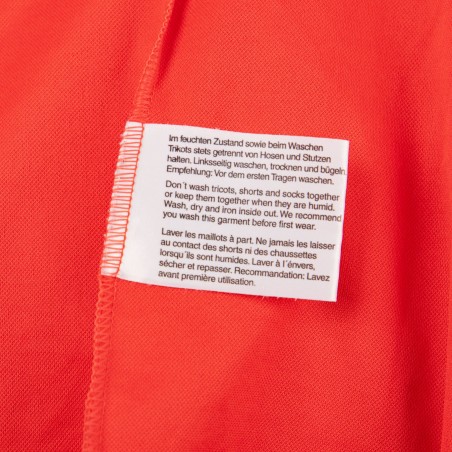 Im feuchten Zustand sowie beim Waschen
Trikots stets getrennt von Hosen und Stutzen
halten. Linksseitig waschen, trocknen und bügeln.
Empfehlung: Vor dem ersten Tragen waschen.
Don´t wash tricots, shorts and socks together
or keep them together when they are humid.
Wash, dry and iron inside out. We recommend
you wash this garment before first wear.
Laver les maillots à part. Ne jamais les laisser
au contact des shorts ni des chaussettes
lorsqu´ils sont humides. Laver à l´énvers,
sécher et repasser. Recommandation: Lavez
avant première utilisation.